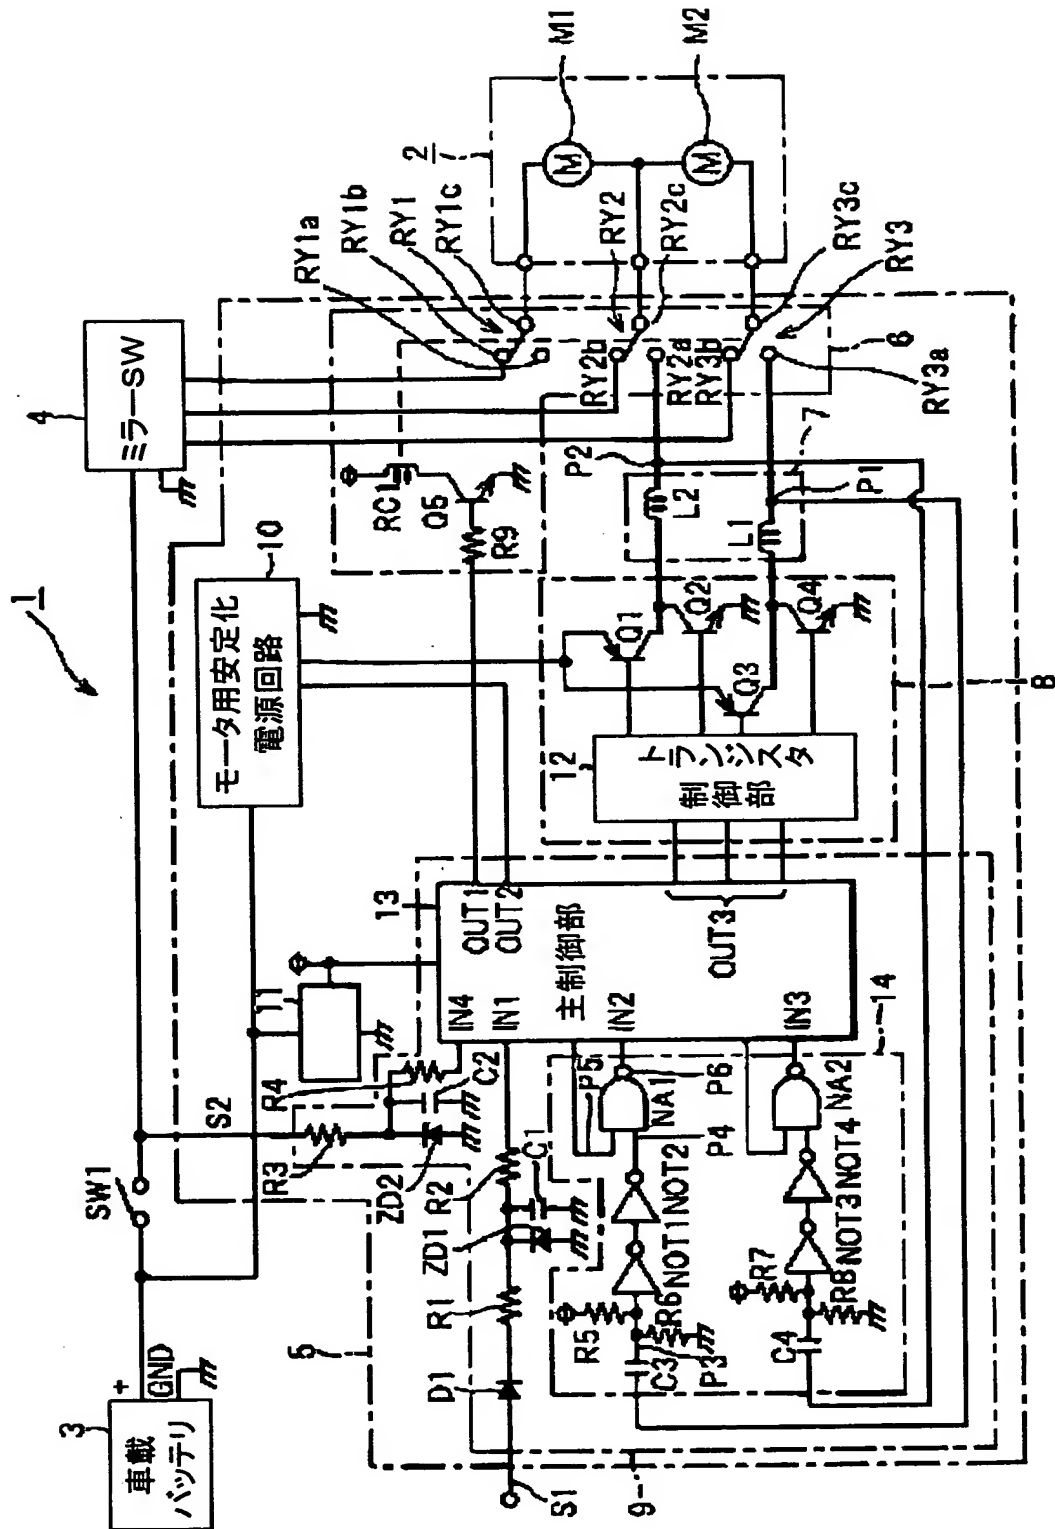 1
3
車載
バッテリ
+
GND
SW1
S2
モータ用安定化
電源回路
10
4
ミラーSW
2
M1
M
M2
M
RY1a
RY1b
RY1
RY1c
RY2b
RY2
RY2c
RY2a
RY3b
RY3c
RY3
RY3a
6
RC1
Q5
R9
P2
7
L2
L1
P1
Q1
Q2
Q3
Q4
8
12
トランジスタ
制御部
13
主制御部
OUT1
OUT2
OUT3
IN4
IN1
IN2
IN3
11
R4
C2
R3
ZD2
R2
C1
ZD1
R1
D1
S1
5
9
14
P5
P6
NA1
P4
NOT1
NOT2
R5
R6
C3
P3
NA2
NOT3
NOT4
R7
R8
C4